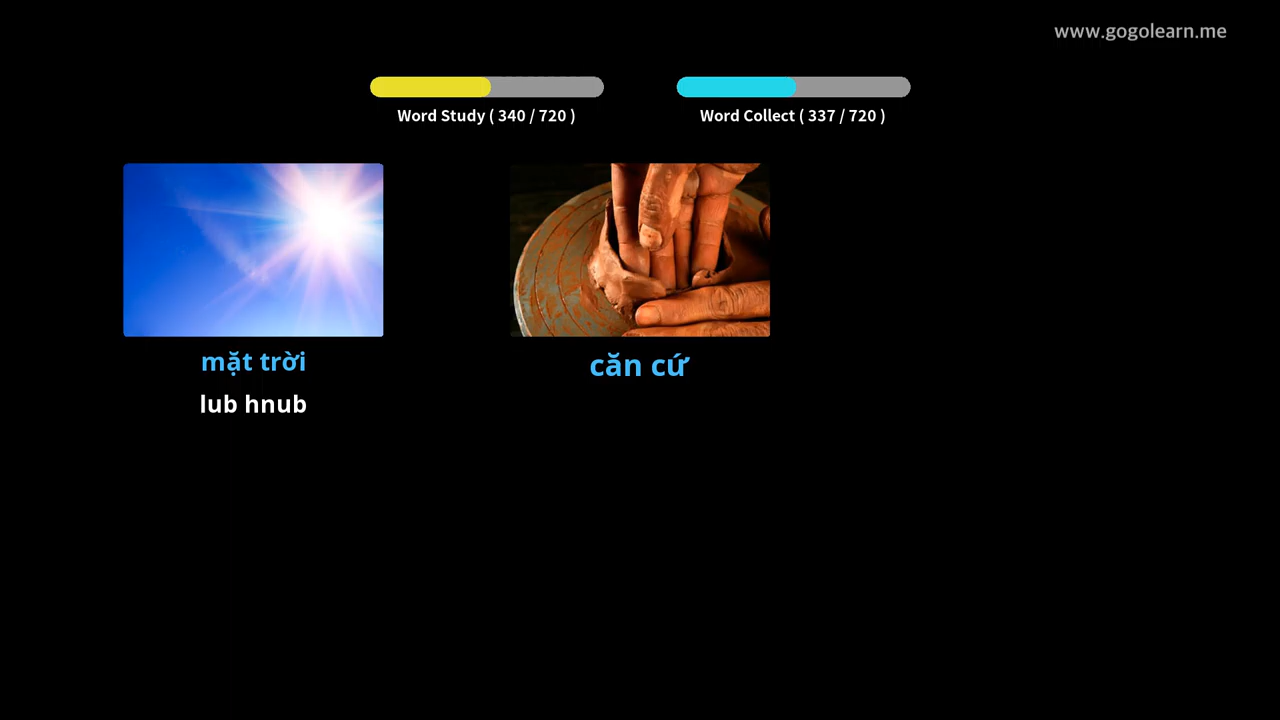 www.gogolearn.me
Word Study ( 340 / 720 )
Word Collect ( 337 / 720 )
mặt trời
lub hnub
căn cứ